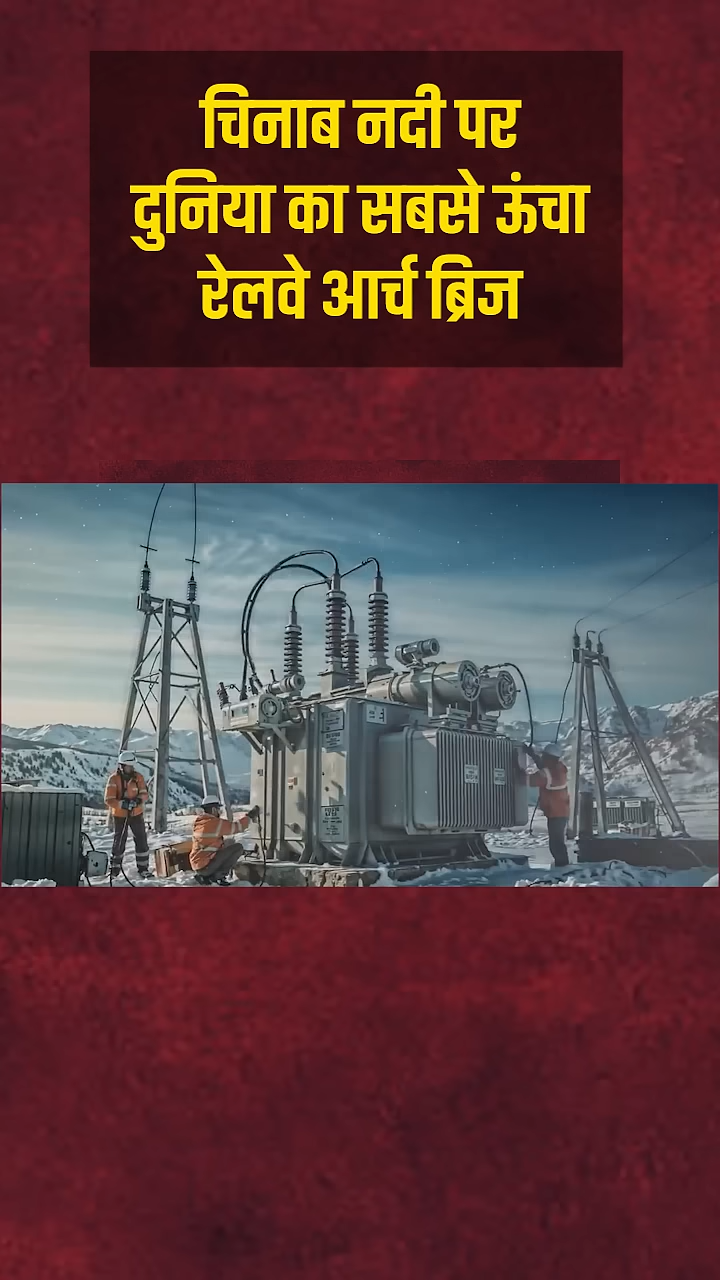 चिनाब नदी पर
दुनिया का सबसे ऊंचा
रेलवे आर्च ब्रिज